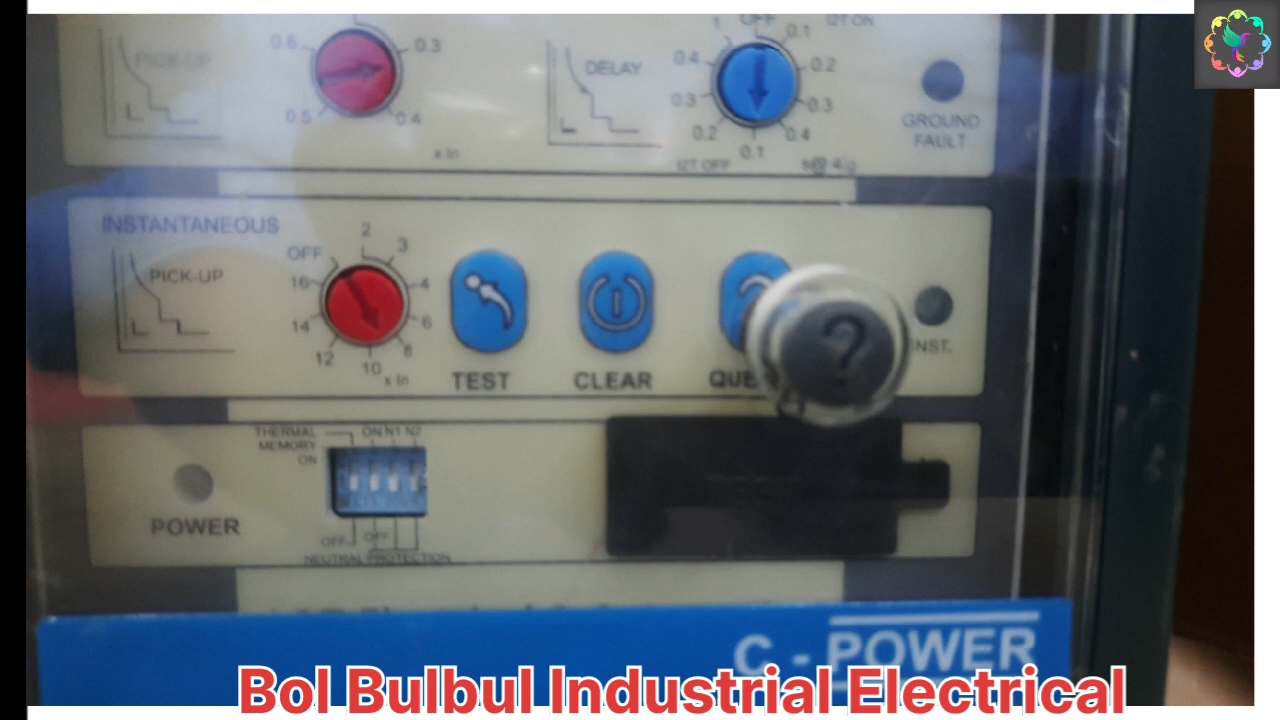 1 OFF 0.1 I2T ON
0.6 0.3
PICK-UP
DELAY
0.4 0.2
0.5 0.4
0.3 0.3
0.2 0.4
0.1
x In
I2T OFF
GROUND
FAULT
INSTANTANEOUS
PICK-UP
OFF 2 3
16 4
14 6
12 10 8
x In
TEST
CLEAR
INST.
THERMAL
MEMORY
ON
ON N1 N2
POWER
OFF OFF
NEUTRAL PROTECTION
C - POWER
Bol Bulbul Industrial Electrical